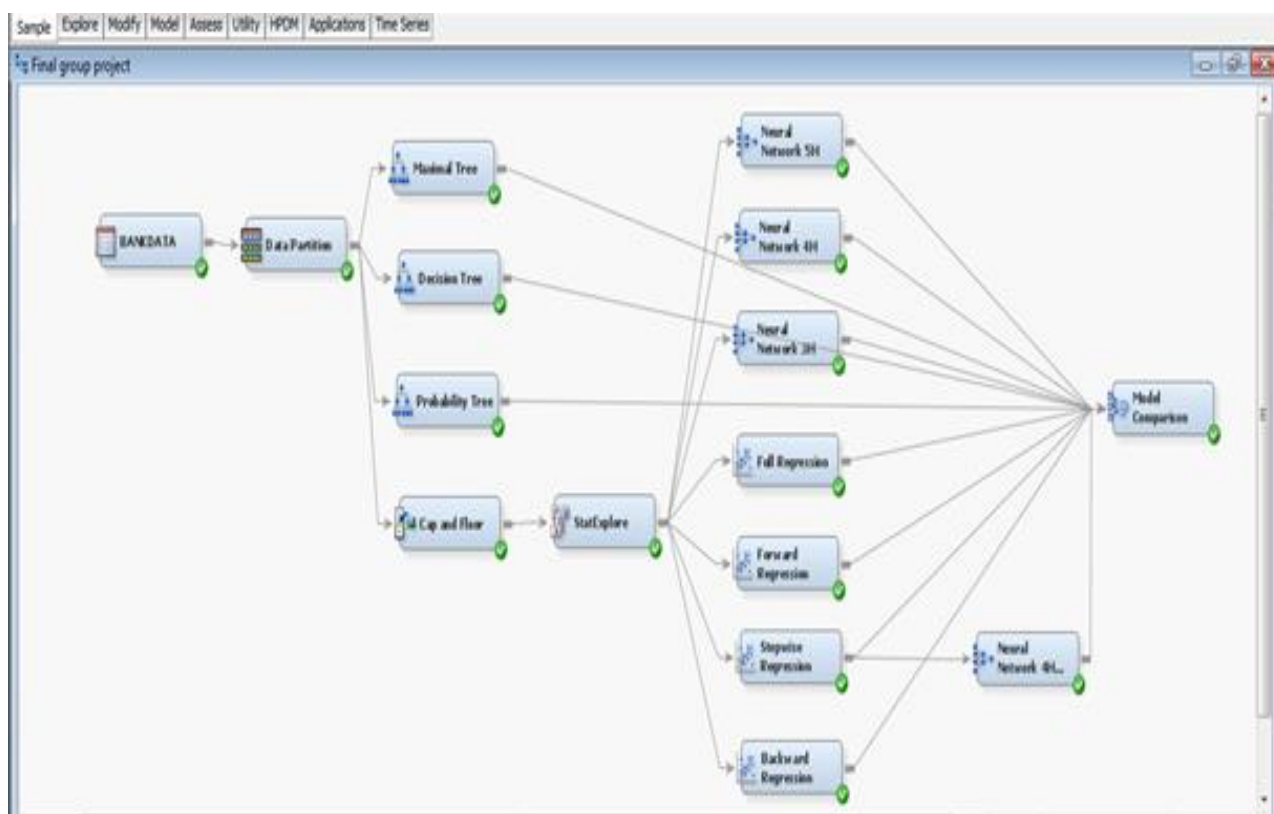 Sample Explore Modify Model Assess Utility HPDM Applications Time Series
Final group project
BANKDATA
Data Partition
Maximal Tree
Decision Tree
Probability Tree
Cap and Floor
StatExplore
Neural
Network 5H
Neural
Network 4H
Neural
Network 3H
Full Regression
Forward
Regression
Stepwise
Regression
Backward
Regression
Neural
Network 4H...
Model
Comparison